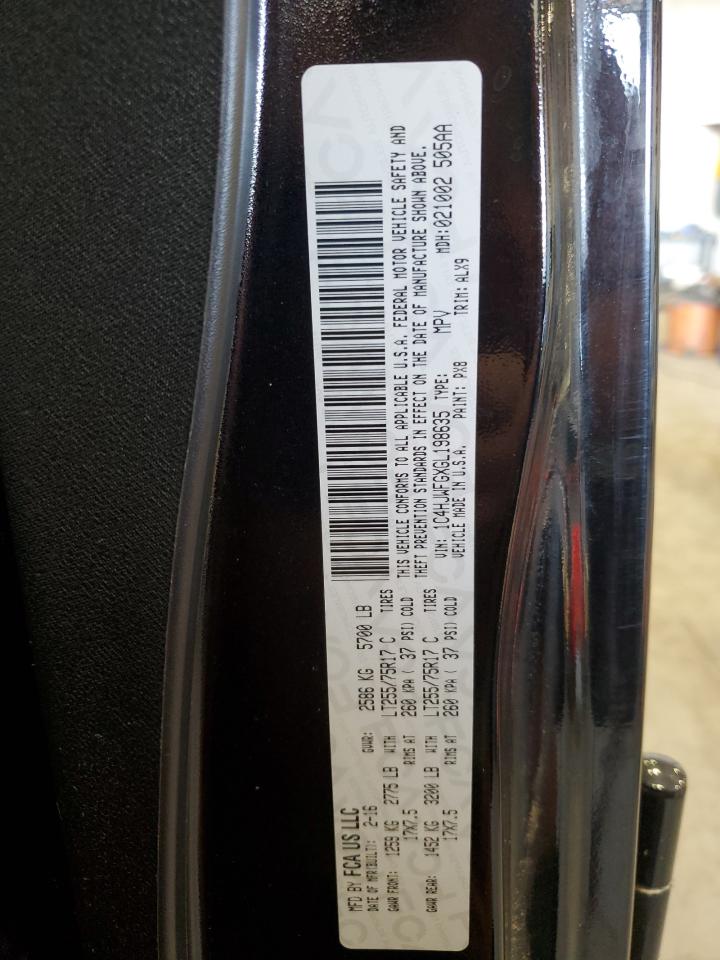 MFD BY FCA US LLC
DATE OF MFR(BUILT): 2-16 GVWR: 2586 KG 5700 LB
GAWR FRONT: 1259 KG 2775 LB WITH LT255/75R17 C TIRES
17X7.5 RIMS AT 260 KPA ( 37 PSI) COLD
GAWR REAR: 1452 KG 3200 LB WITH LT255/75R17 C TIRES
17X7.5 RIMS AT 260 KPA ( 37 PSI) COLD
THIS VEHICLE CONFORMS TO ALL APPLICABLE U.S.A. FEDERAL MOTOR VEHICLE SAFETY AND
THEFT PREVENTION STANDARDS IN EFFECT ON THE DATE OF MANUFACTURE SHOWN ABOVE.
VIN: 1C4HJWFGXGL198635 TYPE: MPV MDH:021002 505AA
VEHICLE MADE IN U.S.A. PAINT: PX8 TRIM: ALX9